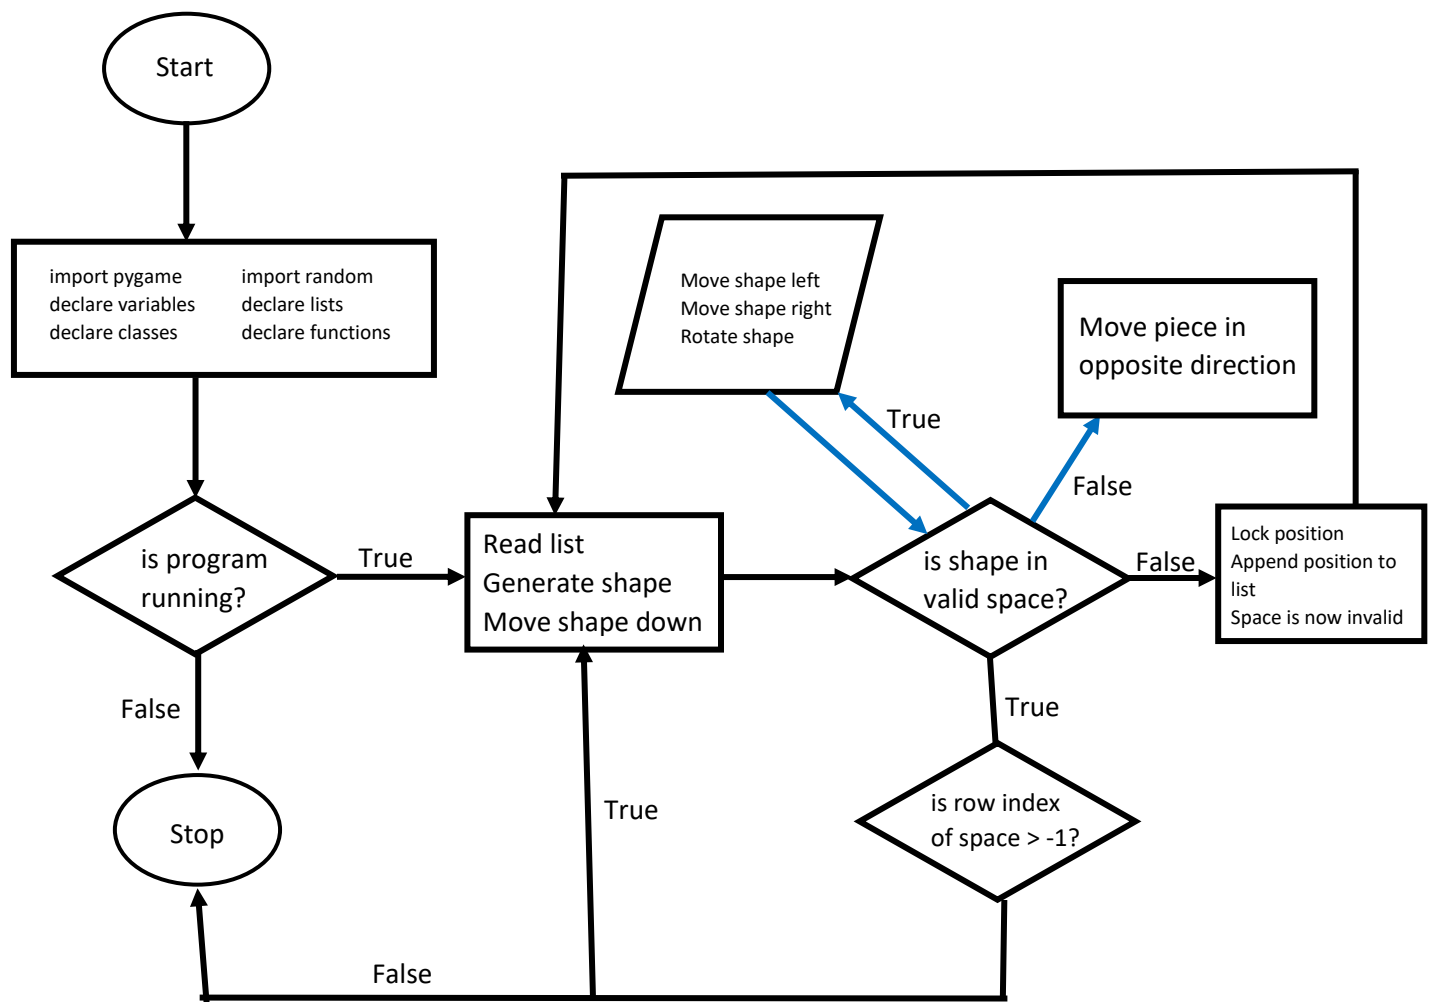 Start
import pygame
import random
declare variables
declare lists
declare classes
declare functions
is program
running?
True
False
Stop
Read list
Generate shape
Move shape down
Move shape left
Move shape right
Rotate shape
True
Move piece in
opposite direction
False
is shape in
valid space?
False
Lock position
Append position to
list
Space is now invalid
True
is row index
of space > -1?
True
False